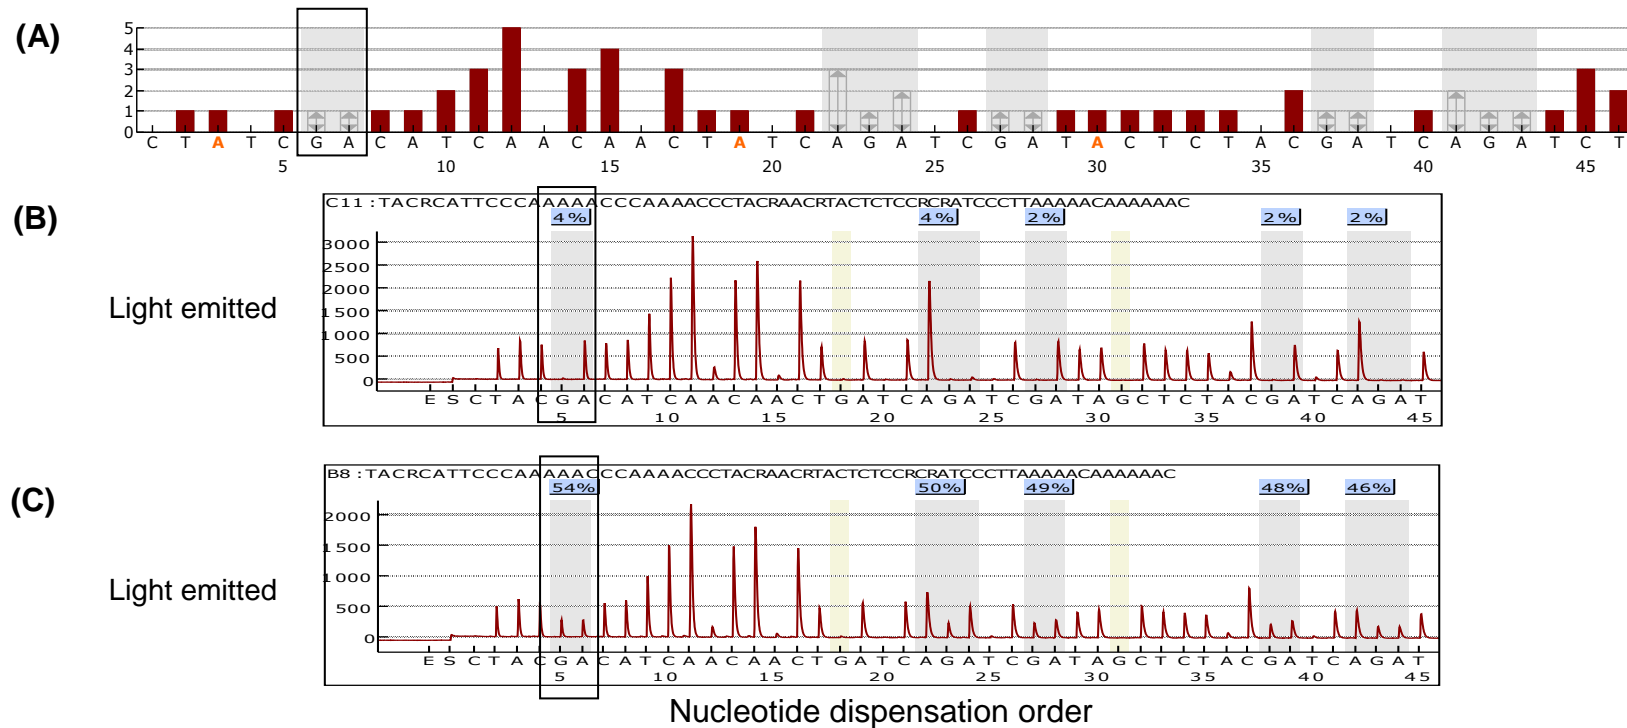 (A)
5
4
3
2
1
0
C T A T C G A C A T C A A C A A C T A T C A G A T C G A T A C T C T A C G A T C A G A T C T
5 10 15 20 25 30 35 40 45
(B)
C11:TACRCATTCCCAAAAACCCAAAACCCTACRAACRTACTCTCCRCRATCCCTTAAAAACAAAAAAC
4% 4% 2% 2% 2%
3000
2500
2000
1500
1000
500
0
Light emitted
E S C T A C G A C A T C A A C A A C T G A T C A G A T C G A T A G C T C T A C G A T C A G A T
5 10 15 20 25 30 35 40 45
(C)
B8:TACRCATTCCCAAAAACCCAAAACCCTACRAACRTACTCTCCRCRATCCCTTAAAAACAAAAAAC
54% 50% 49% 48% 46%
2000
1500
1000
500
0
Light emitted
E S C T A C G A C A T C A A C A A C T G A T C A G A T C G A T A G C T C T A C G A T C A G A T
5 10 15 20 25 30 35 40 45
Nucleotide dispensation order